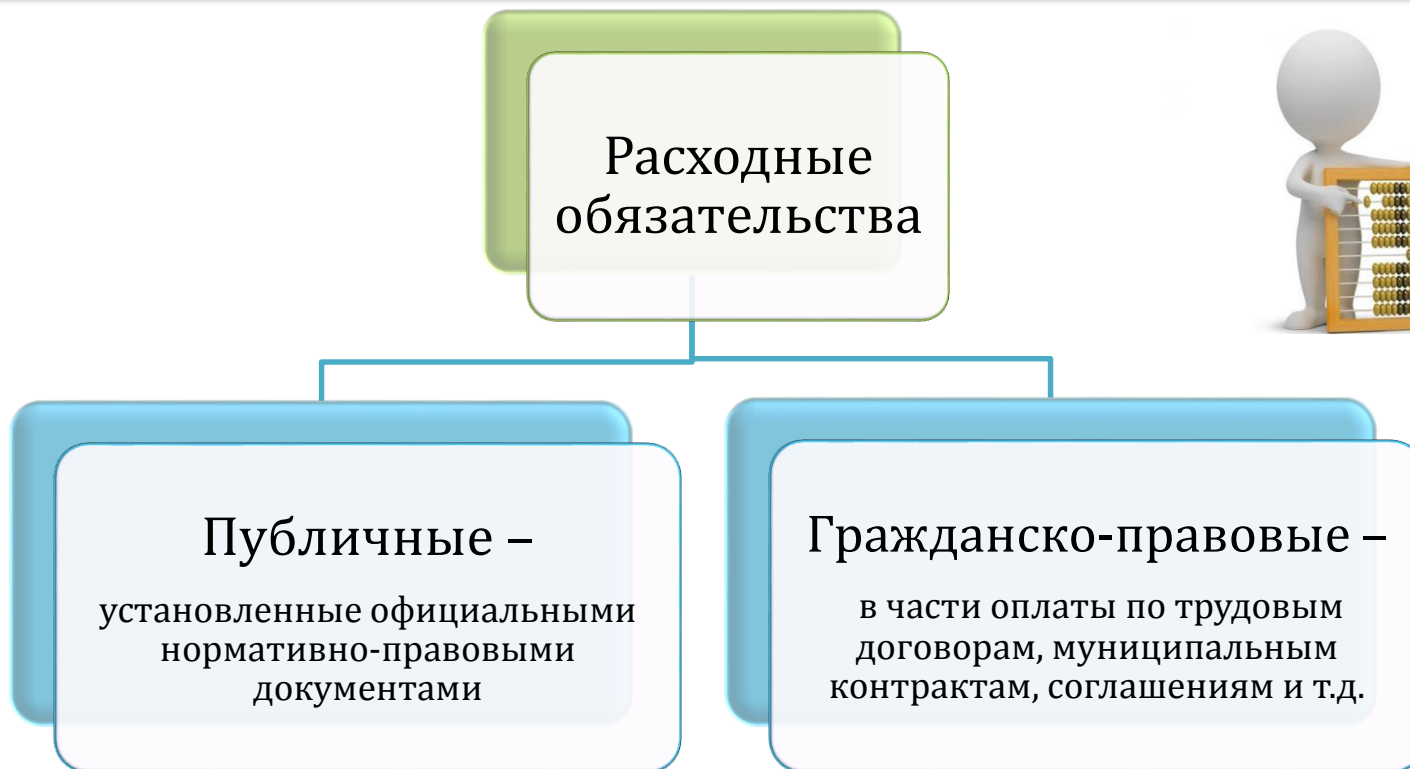 Расходные
обязательства
Публичные –
установленные официальными
нормативно-правовыми
документами
Гражданско-правовые –
в части оплаты по трудовым
договорам, муниципальным
контрактам, соглашениям и т.д.